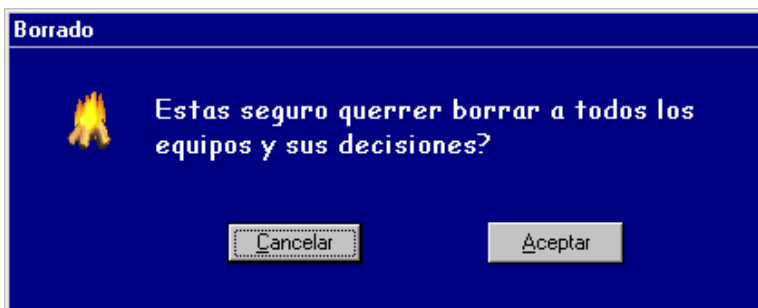 Borrado
Estas seguro querrer borrar a todos los
equipos y sus decisiones?
Cancelar
Aceptar